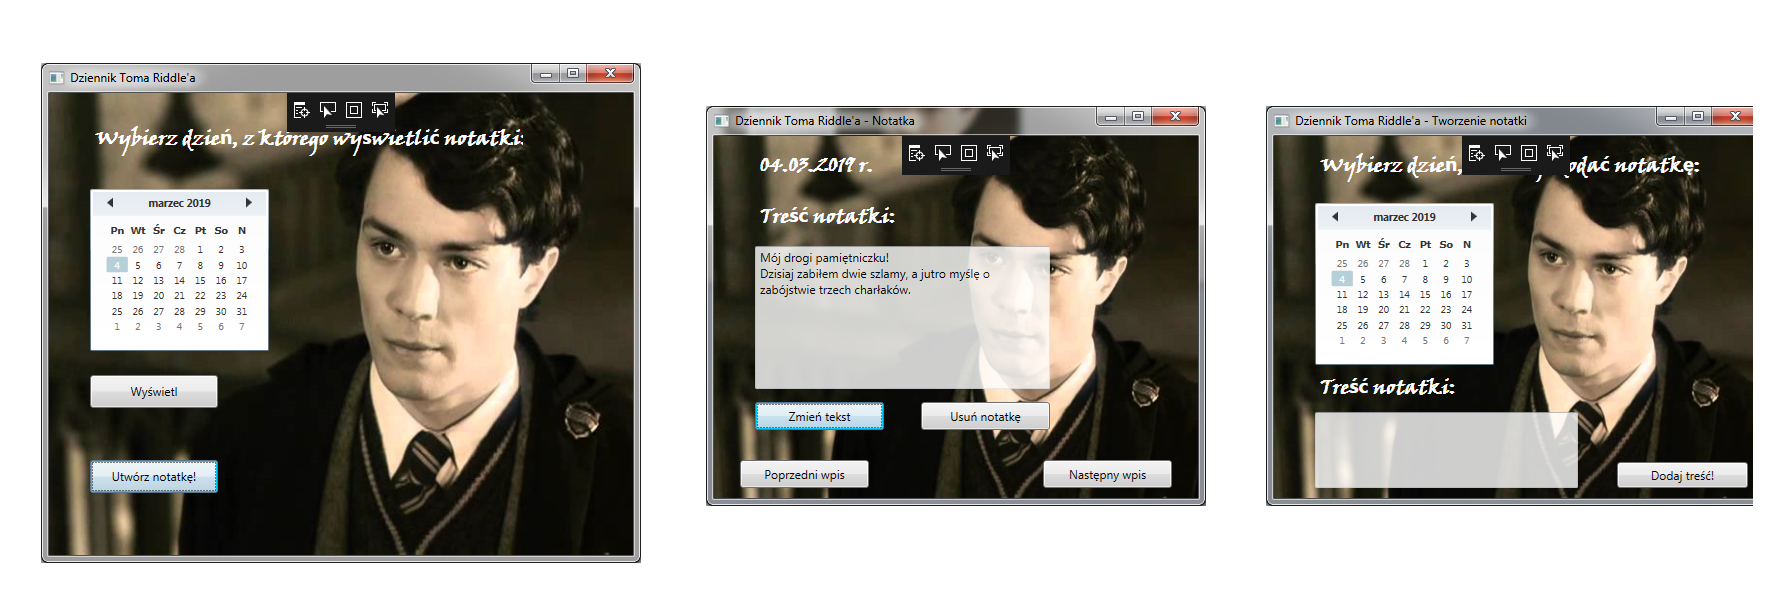 Dziennik Toma Riddle'a
Wybierz dzień, z którego wyswietlić notatki:
marzec 2019
Pn Wt Śr Cz Pt So N
25 26 27 28 1 2 3
4 5 6 7 8 9 10
11 12 13 14 15 16 17
18 19 20 21 22 23 24
25 26 27 28 29 30 31
1 2 3 4 5 6 7
Wyświetl
Utwórz notatkę!
Dziennik Toma Riddle'a - Notatka
04.03.2019 r.
Treść notatki:
Mój drogi pamiętniczku!
Dzisiaj zabiłem dwie szlamy, a jutro myślę o
zabójstwie trzech charłaków.
Zmień tekst Usuń notatkę
Poprzedni wpis Następny wpis
Dziennik Toma Riddle'a - Tworzenie notatki
Wybierz dzień, notatkę:
marzec 2019
Pn Wt Śr Cz Pt So N
25 26 27 28 1 2 3
4 5 6 7 8 9 10
11 12 13 14 15 16 17
18 19 20 21 22 23 24
25 26 27 28 29 30 31
1 2 3 4 5 6 7
Treść notatki:
Dodaj treść!